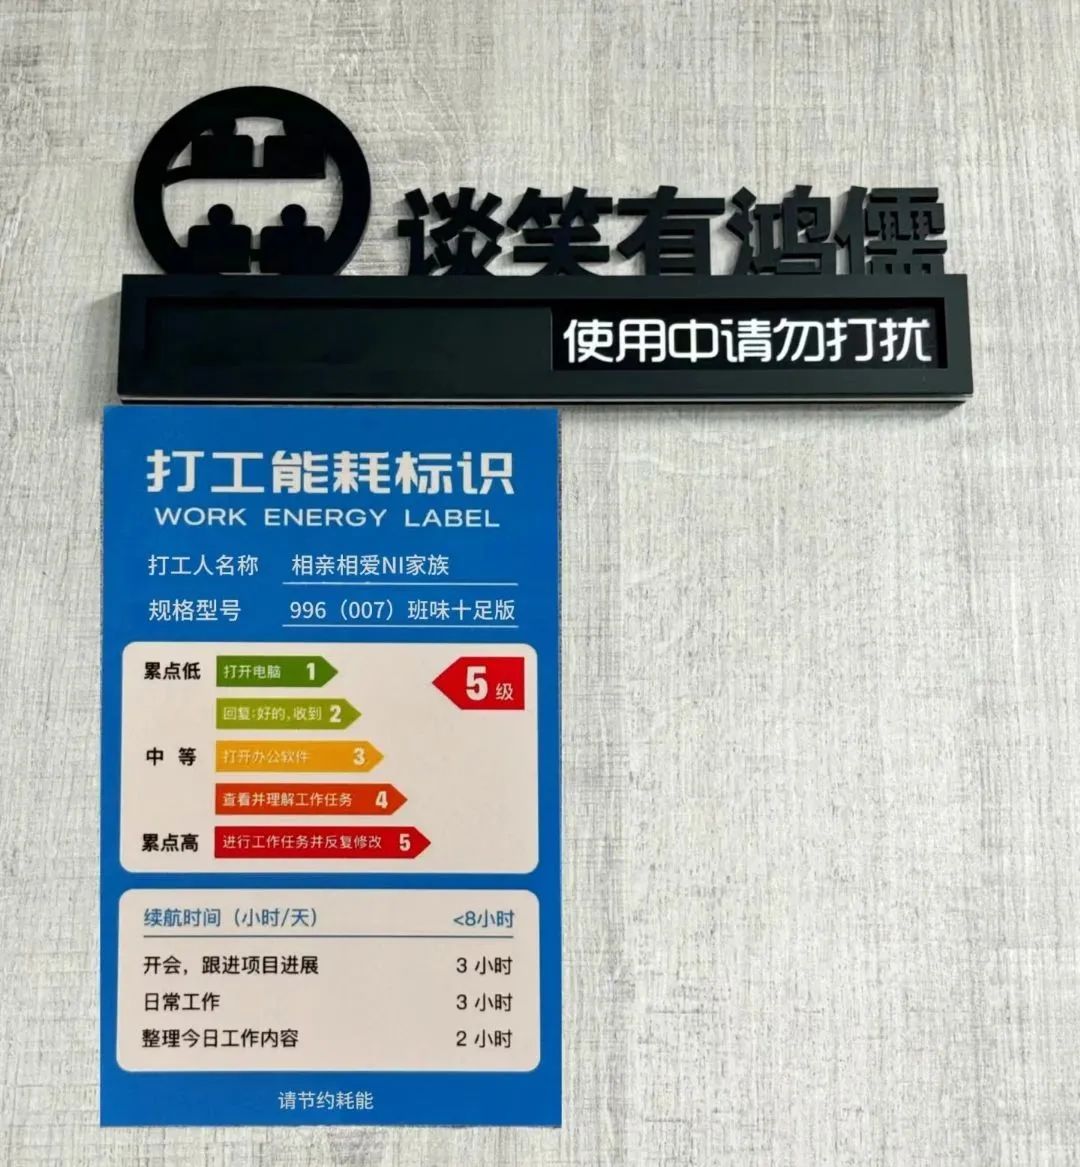 谈笑有鸿儒
使用中请勿打扰
打工能耗标识
WORK ENERGY LABEL
打工人名称 相亲相爱NI家族
规格型号 996（007）班味十足版
累点低 打开电脑 1
5级
回复:好的,收到 2
中等 打开办公软件 3
查看并理解工作任务 4
累点高 进行工作任务并反复修改 5
续航时间（小时/天） <8小时
开会，跟进项目进展 3 小时
日常工作 3 小时
整理今日工作内容 2 小时
请节约耗能